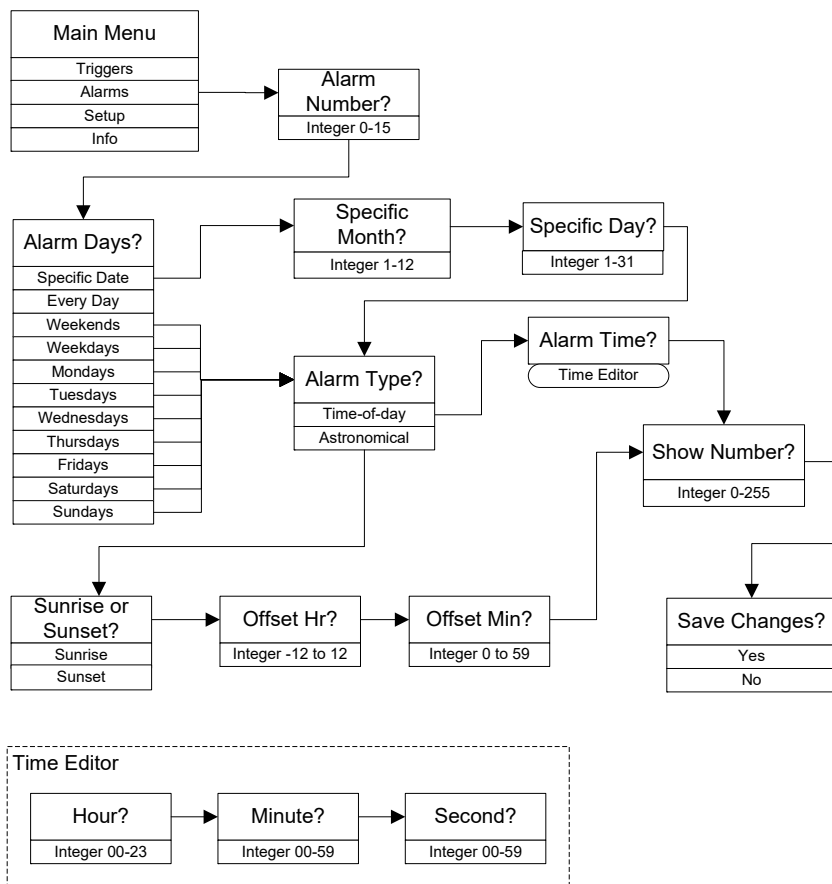 Main Menu
Triggers
Alarms
Setup
Info
Alarm
Number?
Integer 0-15
Alarm Days?
Specific Date
Every Day
Weekends
Weekdays
Mondays
Tuesdays
Wednesdays
Thursdays
Fridays
Saturdays
Sundays
Specific
Month?
Integer 1-12
Specific Day?
Integer 1-31
Alarm Type?
Time-of-day
Astronomical
Alarm Time?
Time Editor
Show Number?
Integer 0-255
Sunrise or
Sunset?
Sunrise
Sunset
Offset Hr?
Integer -12 to 12
Offset Min?
Integer 0 to 59
Save Changes?
Yes
No
Time Editor
Hour?
Integer 00-23
Minute?
Integer 00-59
Second?
Integer 00-59